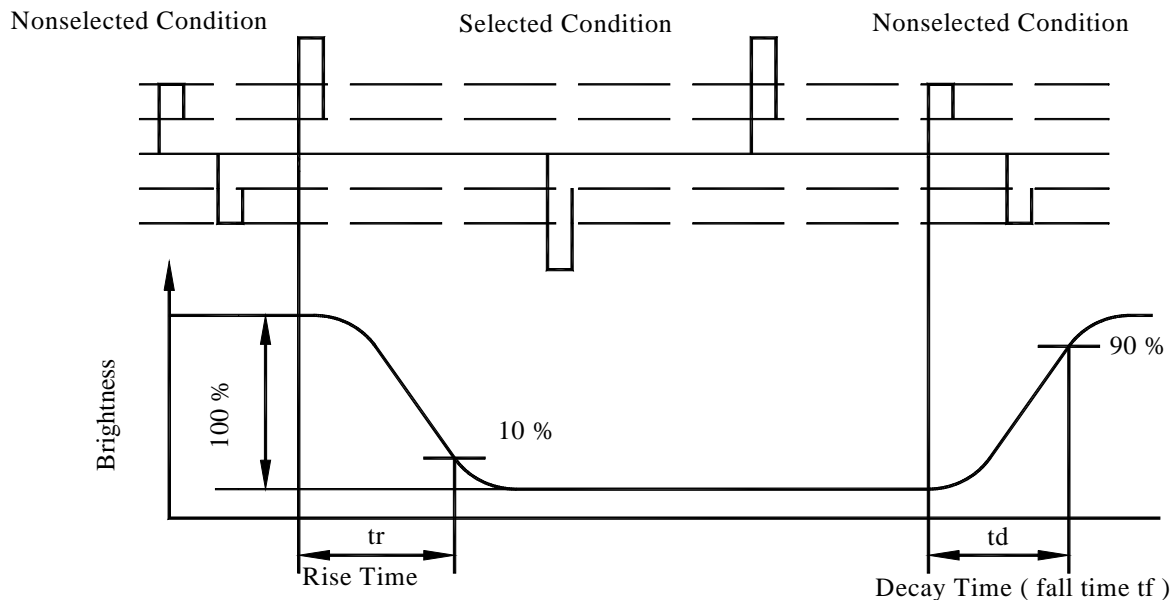 Nonselected Condition
Selected Condition
Nonselected Condition
Brightness
100 %
10 %
90 %
tr
Rise Time
td
Decay Time ( fall time tf )